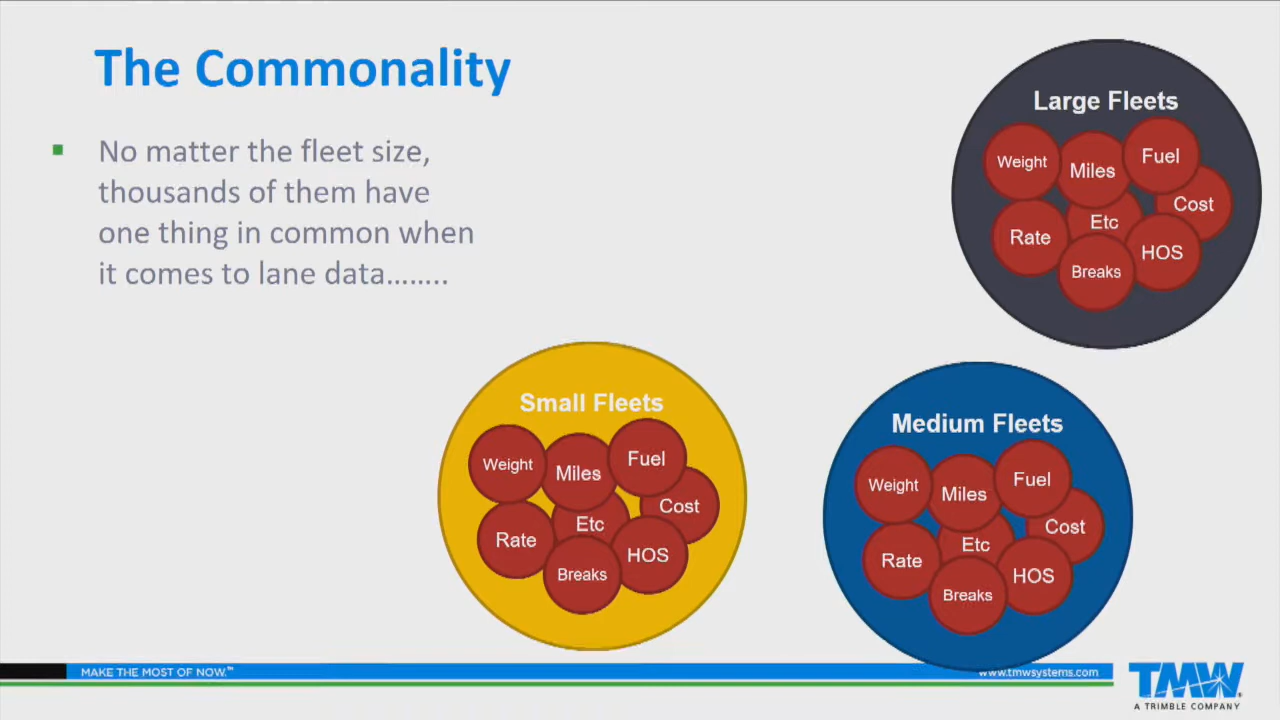 The Commonality
No matter the fleet size,
thousands of them have
one thing in common when
it comes to lane data........
Large Fleets
Weight
Miles
Fuel
Cost
Etc
Rate
HOS
Breaks
Small Fleets
Weight
Miles
Fuel
Cost
Etc
Rate
HOS
Breaks
Medium Fleets
Weight
Miles
Fuel
Cost
Etc
Rate
HOS
Breaks
MAKE THE MOST OF NOW.™
www.tmwsystems.com
TMW
A TRIMBLE COMPANY